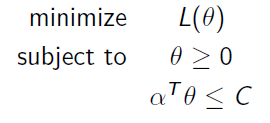 minimize L(θ)
subject to θ ≥ 0
α^T θ ≤ C